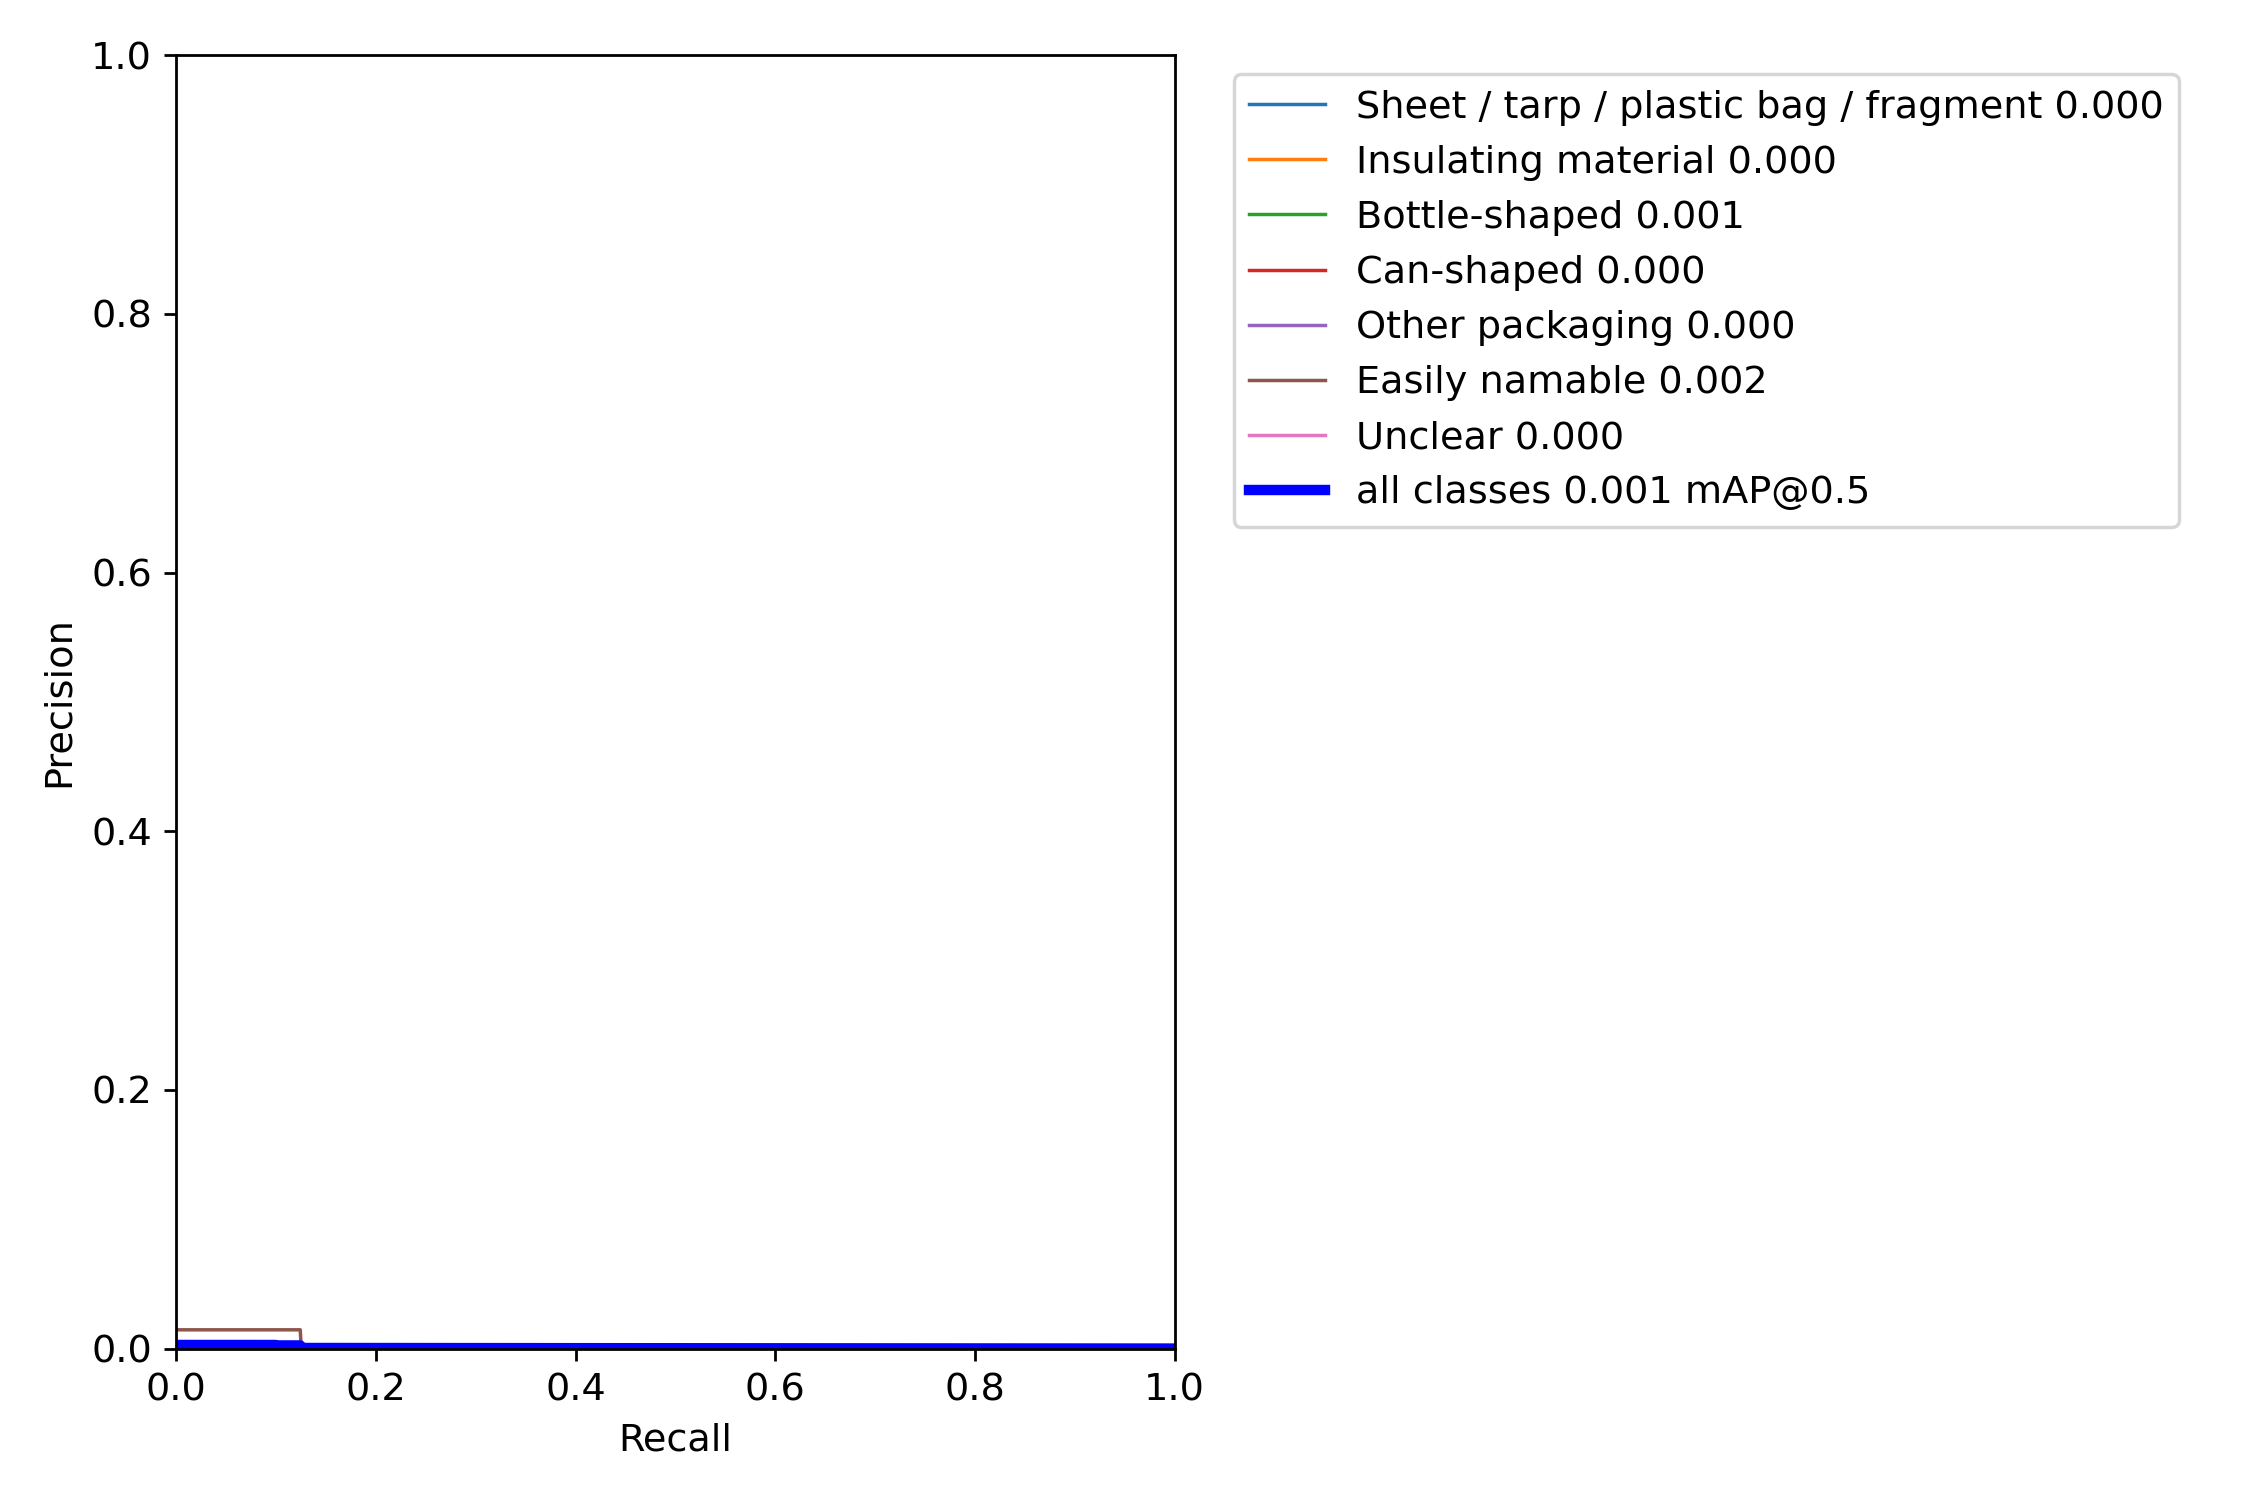 1.0
0.8
0.6
0.4
0.2
0.0
0.0 0.2 0.4 0.6 0.8 1.0
Precision
Recall
Sheet / tarp / plastic bag / fragment 0.000
Insulating material 0.000
Bottle-shaped 0.001
Can-shaped 0.000
Other packaging 0.000
Easily namable 0.002
Unclear 0.000
all classes 0.001 mAP@0.5